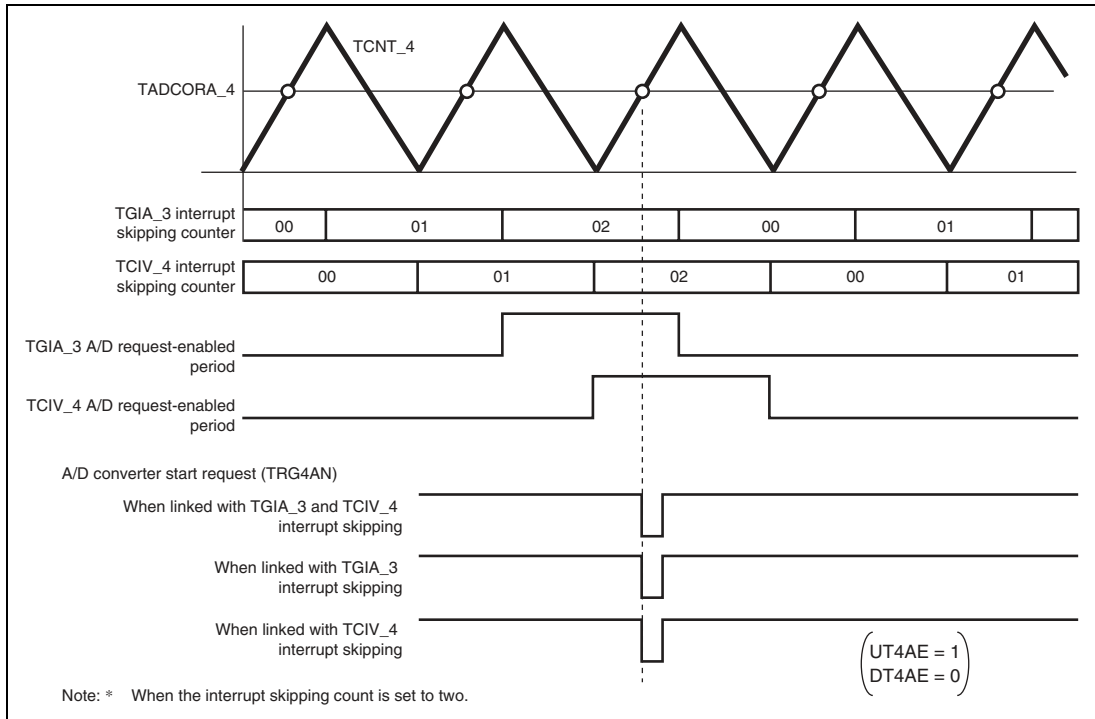 TCNT_4
TADCORA_4
TGIA_3 interrupt
skipping counter
00
01
02
00
01
TCIV_4 interrupt
skipping counter
00
01
02
00
01
TGIA_3 A/D request-enabled
period
TCIV_4 A/D request-enabled
period
A/D converter start request (TRG4AN)
When linked with TGIA_3 and TCIV_4
interrupt skipping
When linked with TGIA_3
interrupt skipping
When linked with TCIV_4
interrupt skipping
UT4AE = 1
DT4AE = 0
Note: * When the interrupt skipping count is set to two.